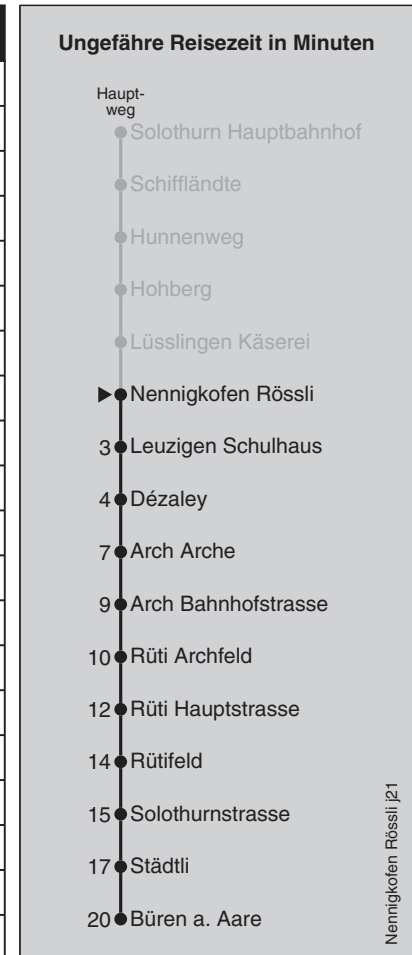 Ungefähre Reisezeit in Minuten
Haupt-
weg
Solothurn Hauptbahnhof
Schiffländte
Hunnenweg
Hohberg
Lüsslingen Käserei
Nennigkofen Rössli
3 Leuzigen Schulhaus
4 Dézaley
7 Arch Arche
9 Arch Bahnhofstrasse
10 Rüti Archfeld
12 Rüti Hauptstrasse
14 Rütifeld
15 Solothurnstrasse
17 Städtli
20 Büren a. Aare
Nennigkofen Rössli j21